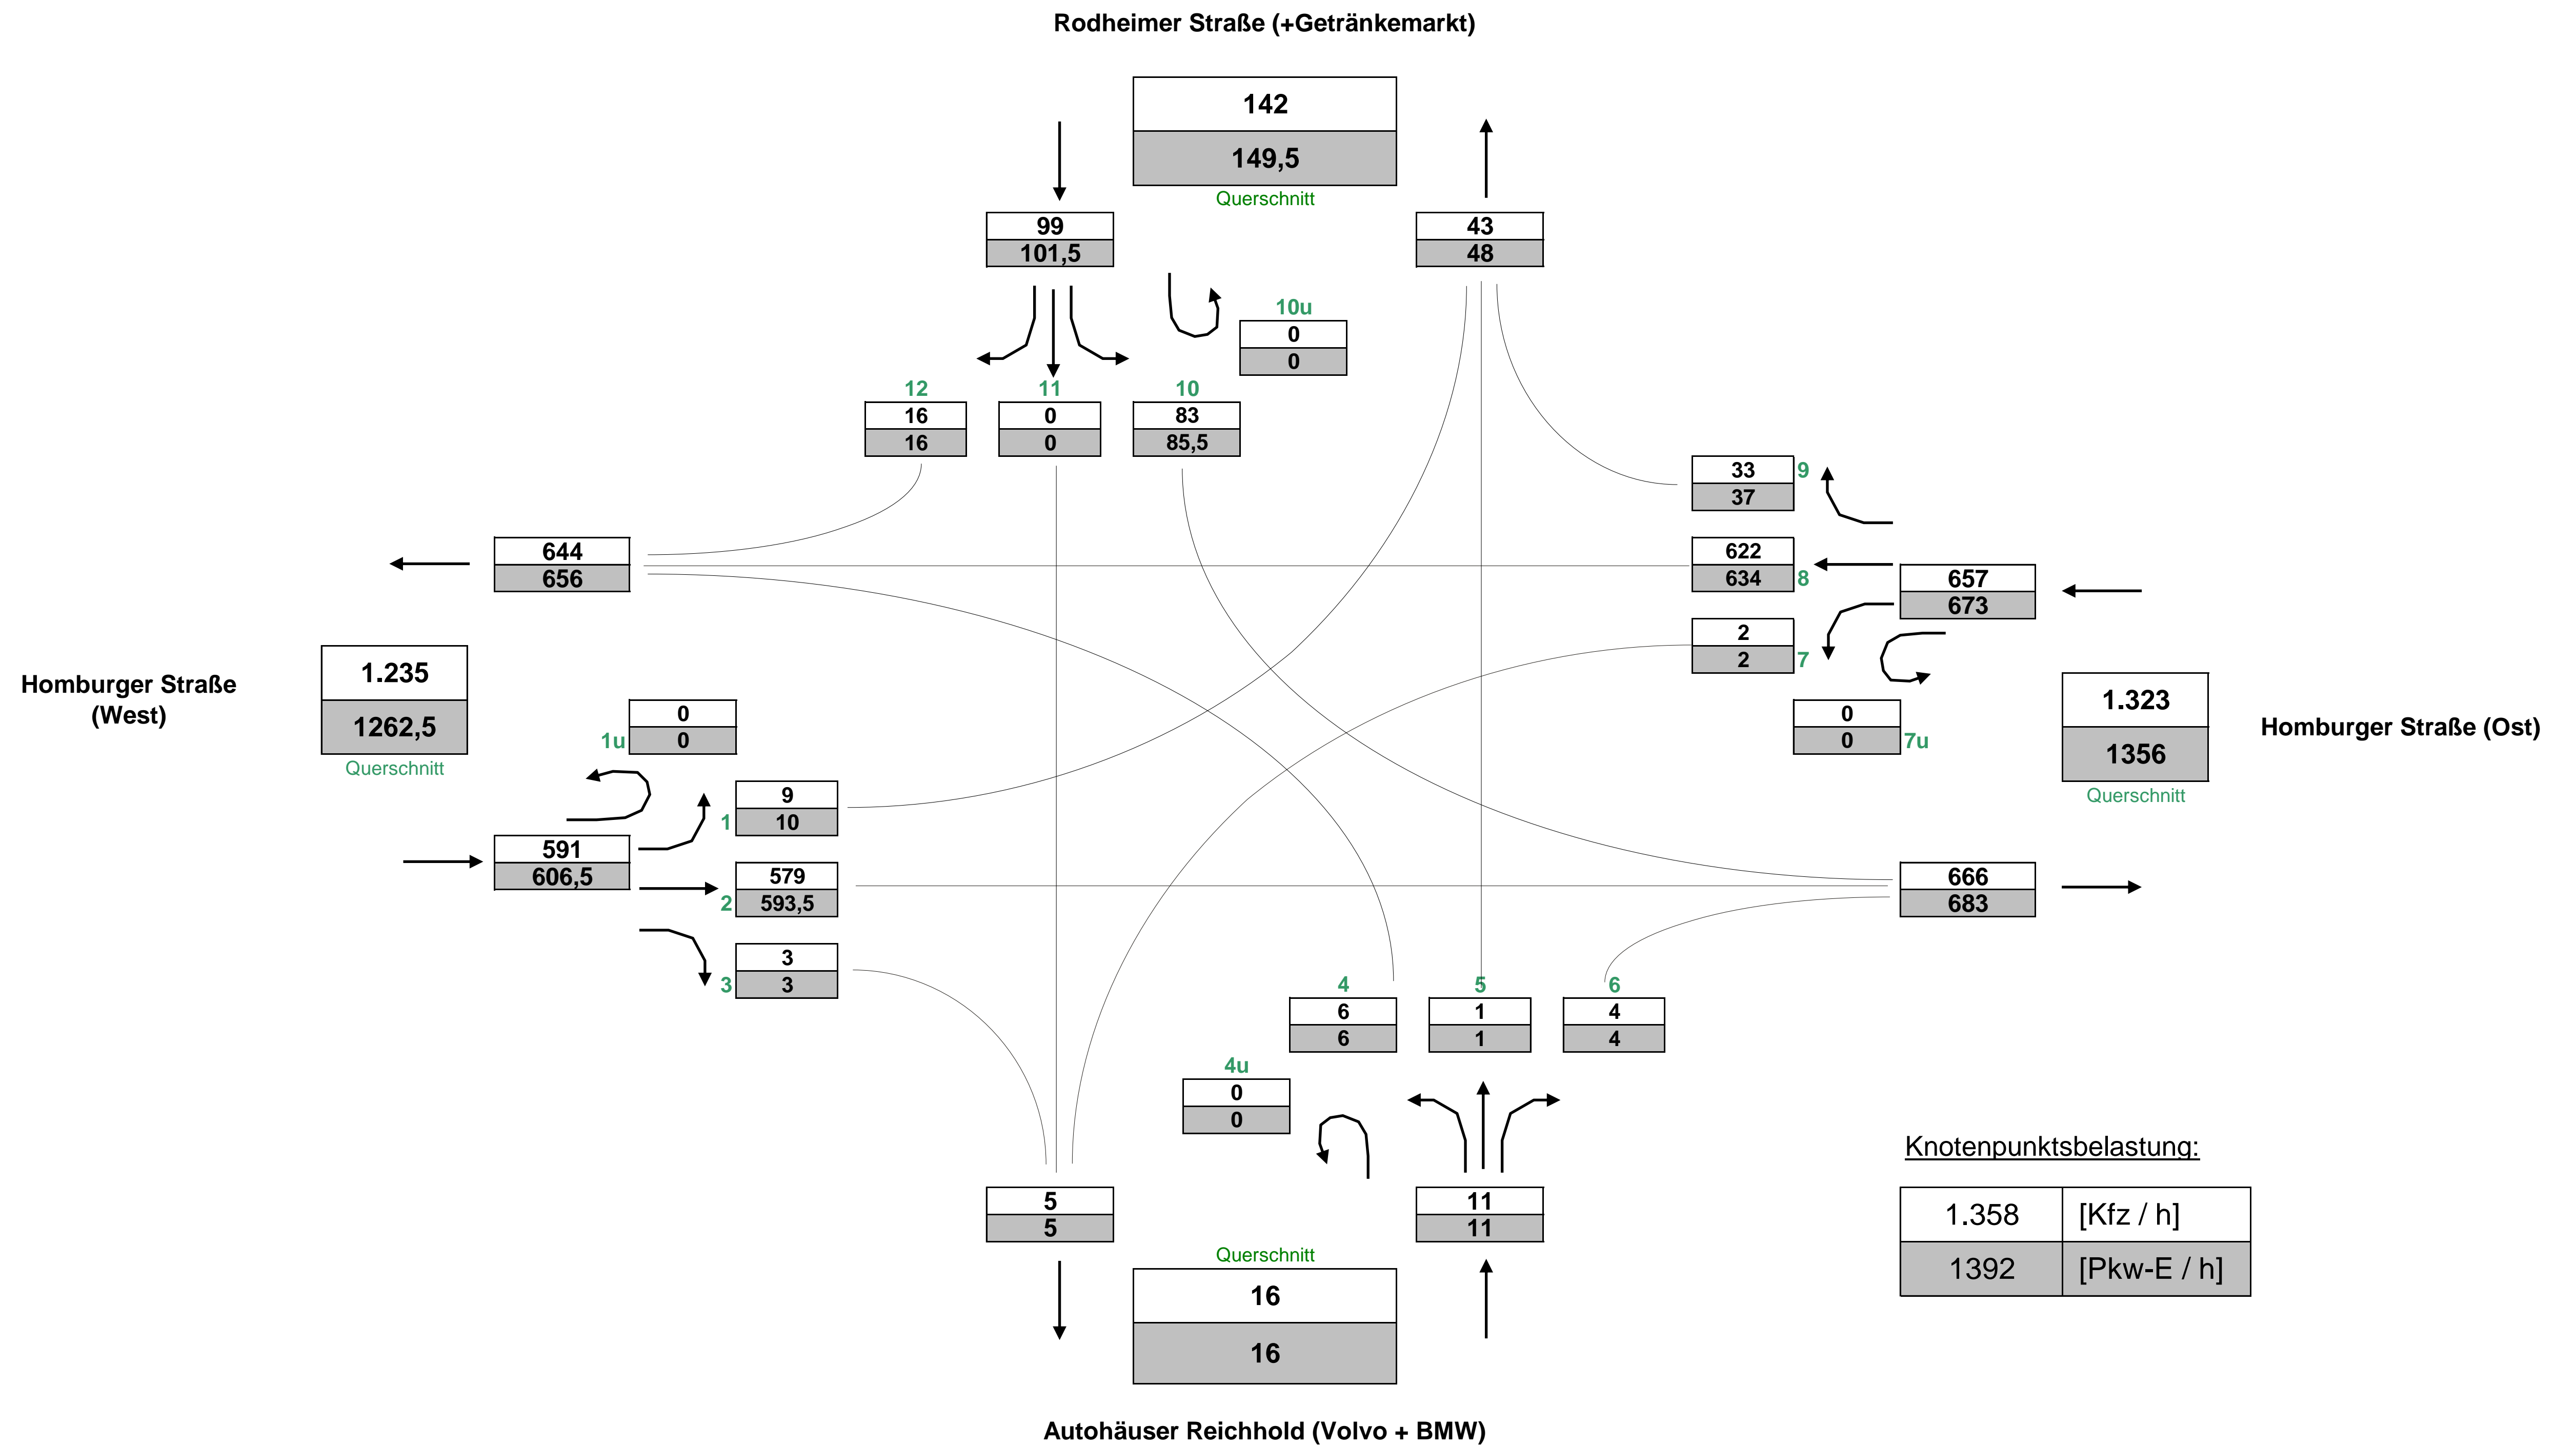 Rodheimer Straße (+Getränkemarkt)
142
149,5
Querschnitt
99
101,5
43
48
10u
0
0
12 11 10
16 0 83
16 0 85,5
33 9
37
644
656
622
634 8
657
673
2
2 7
1.235
1262,5
Querschnitt
Homburger Straße
(West)
0
1u 0
0
0 7u
1.323
1356
Querschnitt
Homburger Straße (Ost)
9
1 10
591
606,5
579
2 593,5
666
683
3
3 3
4 5 6
6 1 4
6 1 4
4u
0
0
5
5
11
11
Querschnitt
16
16
Knotenpunktsbelastung:
1.358 [Kfz / h]
1392 [Pkw-E / h]
Autohäuser Reichhold (Volvo + BMW)